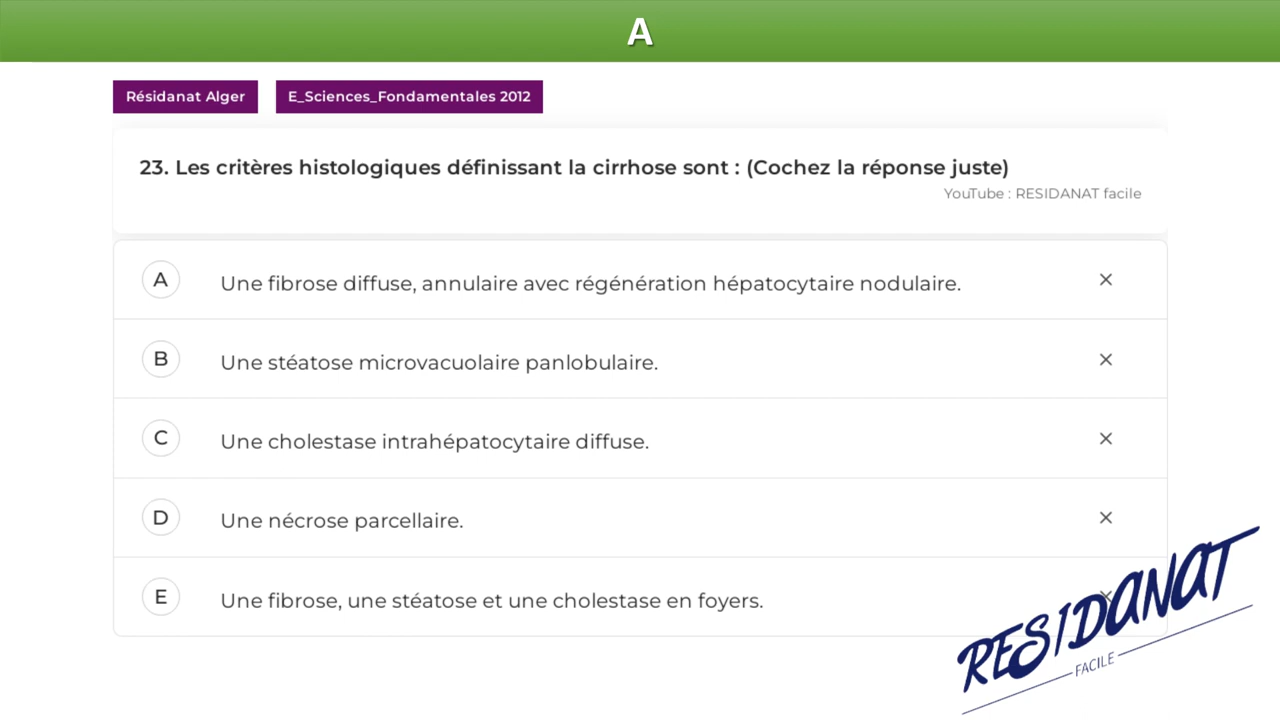 A
Résidanat Alger E_Sciences_Fondamentales 2012
23. Les critères histologiques définissant la cirrhose sont : (Cochez la réponse juste)
YouTube : RESIDANAT facile
A Une fibrose diffuse, annulaire avec régénération hépatocytaire nodulaire. ×
B Une stéatose microvacuolaire panlobulaire. ×
C Une cholestase intrahépatocytaire diffuse. ×
D Une nécrose parcellaire. ×
E Une fibrose, une stéatose et une cholestase en foyers. ×
RESIDANAT
FACILE